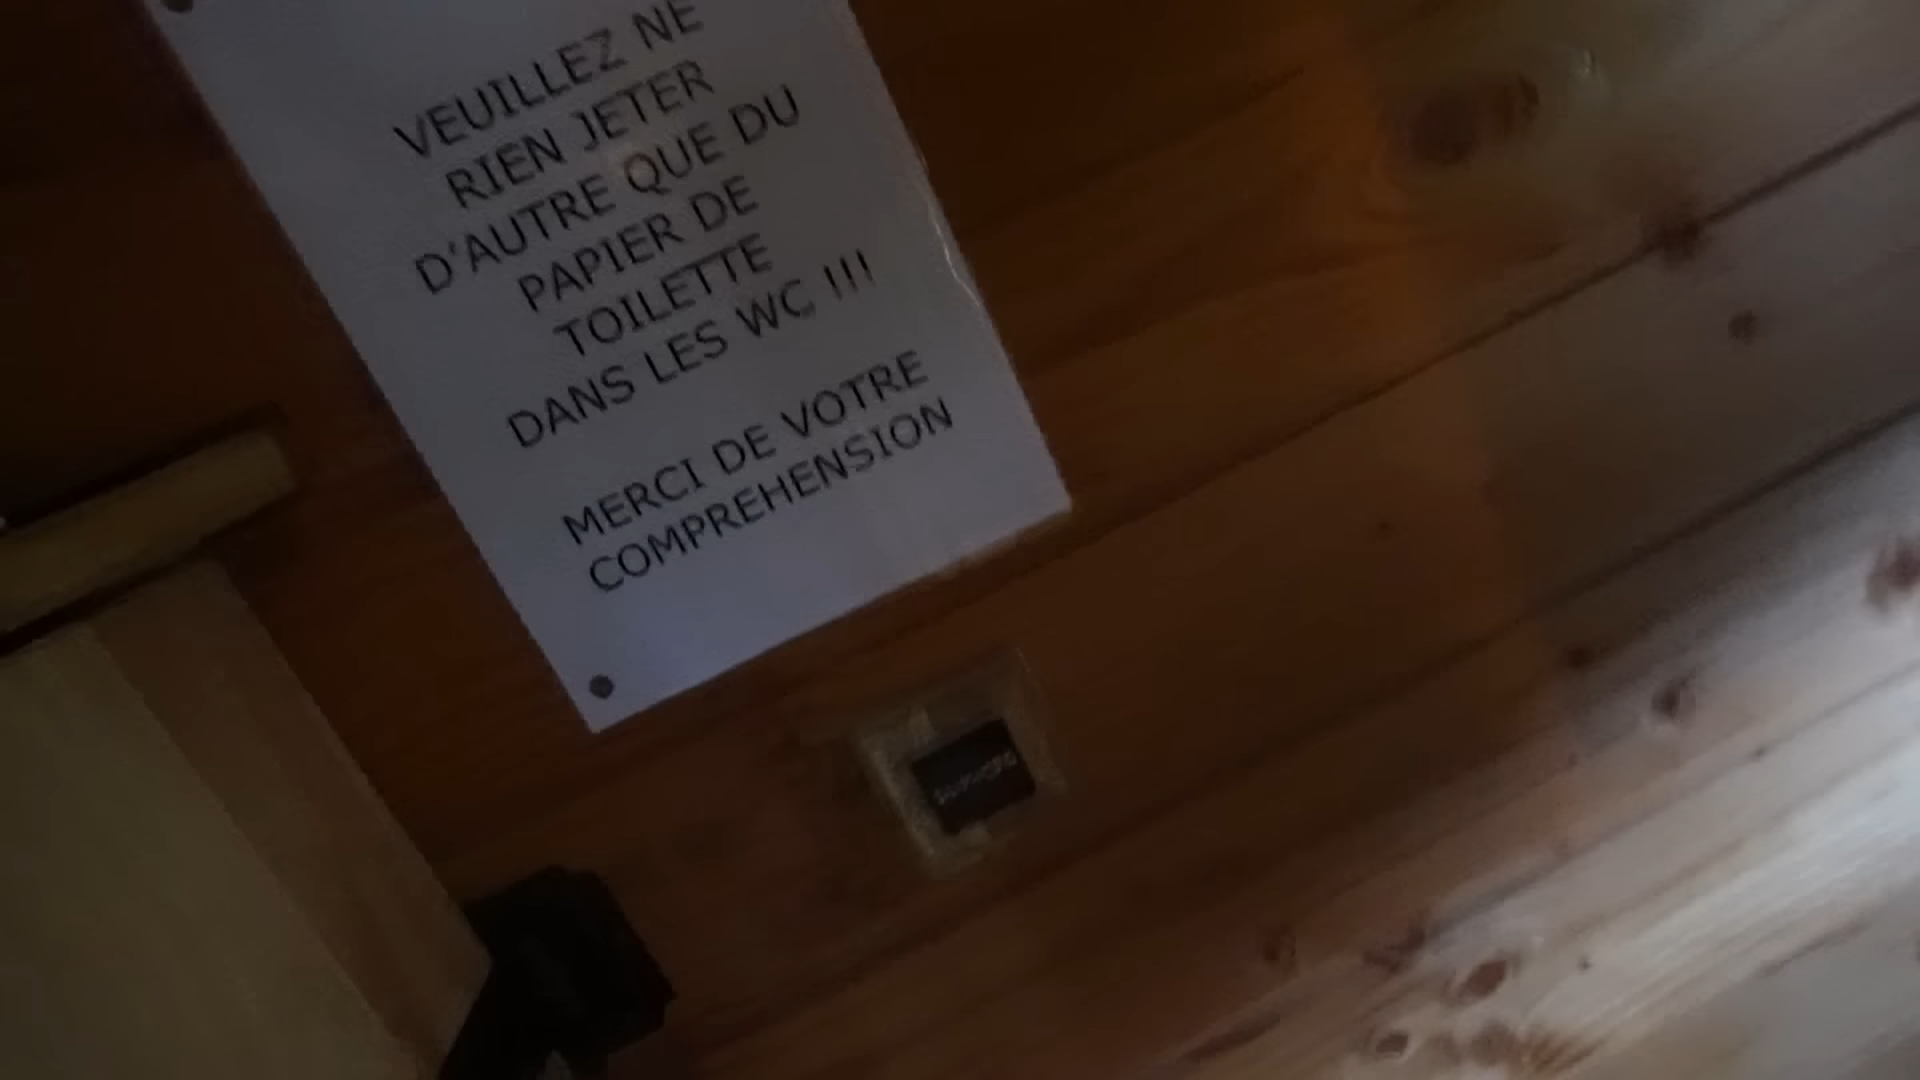 VEUILLEZ NE
RIEN JETER
D'AUTRE QUE DU
PAPIER DE
TOILETTE
DANS LES WC !!!
MERCI DE VOTRE
COMPREHENSION